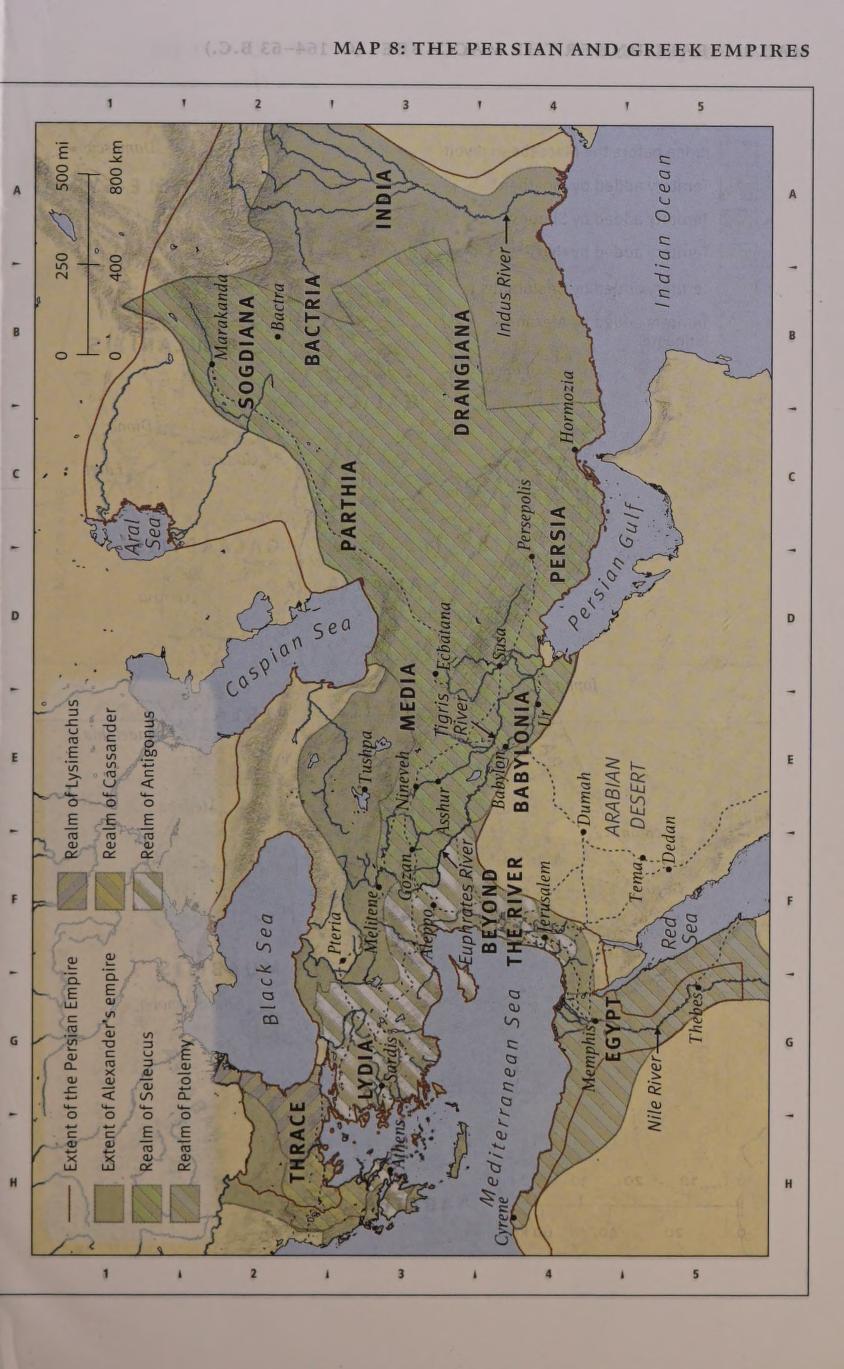 MAP 8: THE PERSIAN AND GREEK EMPIRES
1 2 3 4 5
A
B
C
D
E
F
G
H
A
B
C
D
E
F
G
H
1 2 3 4 5
Extent of the Persian Empire
Extent of Alexander's empire
Realm of Seleucus
Realm of Ptolemy
Realm of Lysimachus
Realm of Cassander
Realm of Antigonus
0 250 500 mi
0 400 800 km
Aral
Sea
Caspian Sea
Black Sea
Mediterranean Sea
Red
Sea
Persian Gulf
Indian Ocean
THRACE
Athens
LYDIA
Sardis
Pteria
Melitene
Tushpa
Gozan
Aleppo
Nineveh
Asshur
Euphrates River
Tigris
River
MEDIA
Ecbatana
Susa
Babylon
BABYLONIA
Ur
BEYOND
THE RIVER
Jerusalem
Dumah
ARABIAN
DESERT
Tema
Dedan
Cyrene
Memphis
EGYPT
Nile River
Thebes
PARTHIA
Persepolis
PERSIA
Hormozia
DRANGIANA
SOGDIANA
Marakanda
Bactra
BACTRIA
INDIA
Indus River